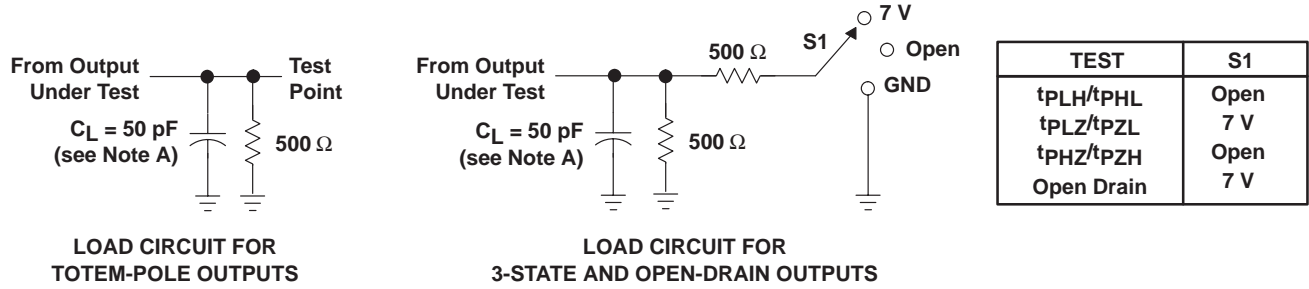 From Output
Under Test
Test
Point
CL = 50 pF
(see Note A)
500 Ω
LOAD CIRCUIT FOR
TOTEM-POLE OUTPUTS
From Output
Under Test
CL = 50 pF
(see Note A)
500 Ω
500 Ω
S1
7 V
Open
GND
LOAD CIRCUIT FOR
3-STATE AND OPEN-DRAIN OUTPUTS
TEST S1
tPLH/tPHL Open
tPLZ/tPZL 7 V
tPHZ/tPZH Open
Open Drain 7 V